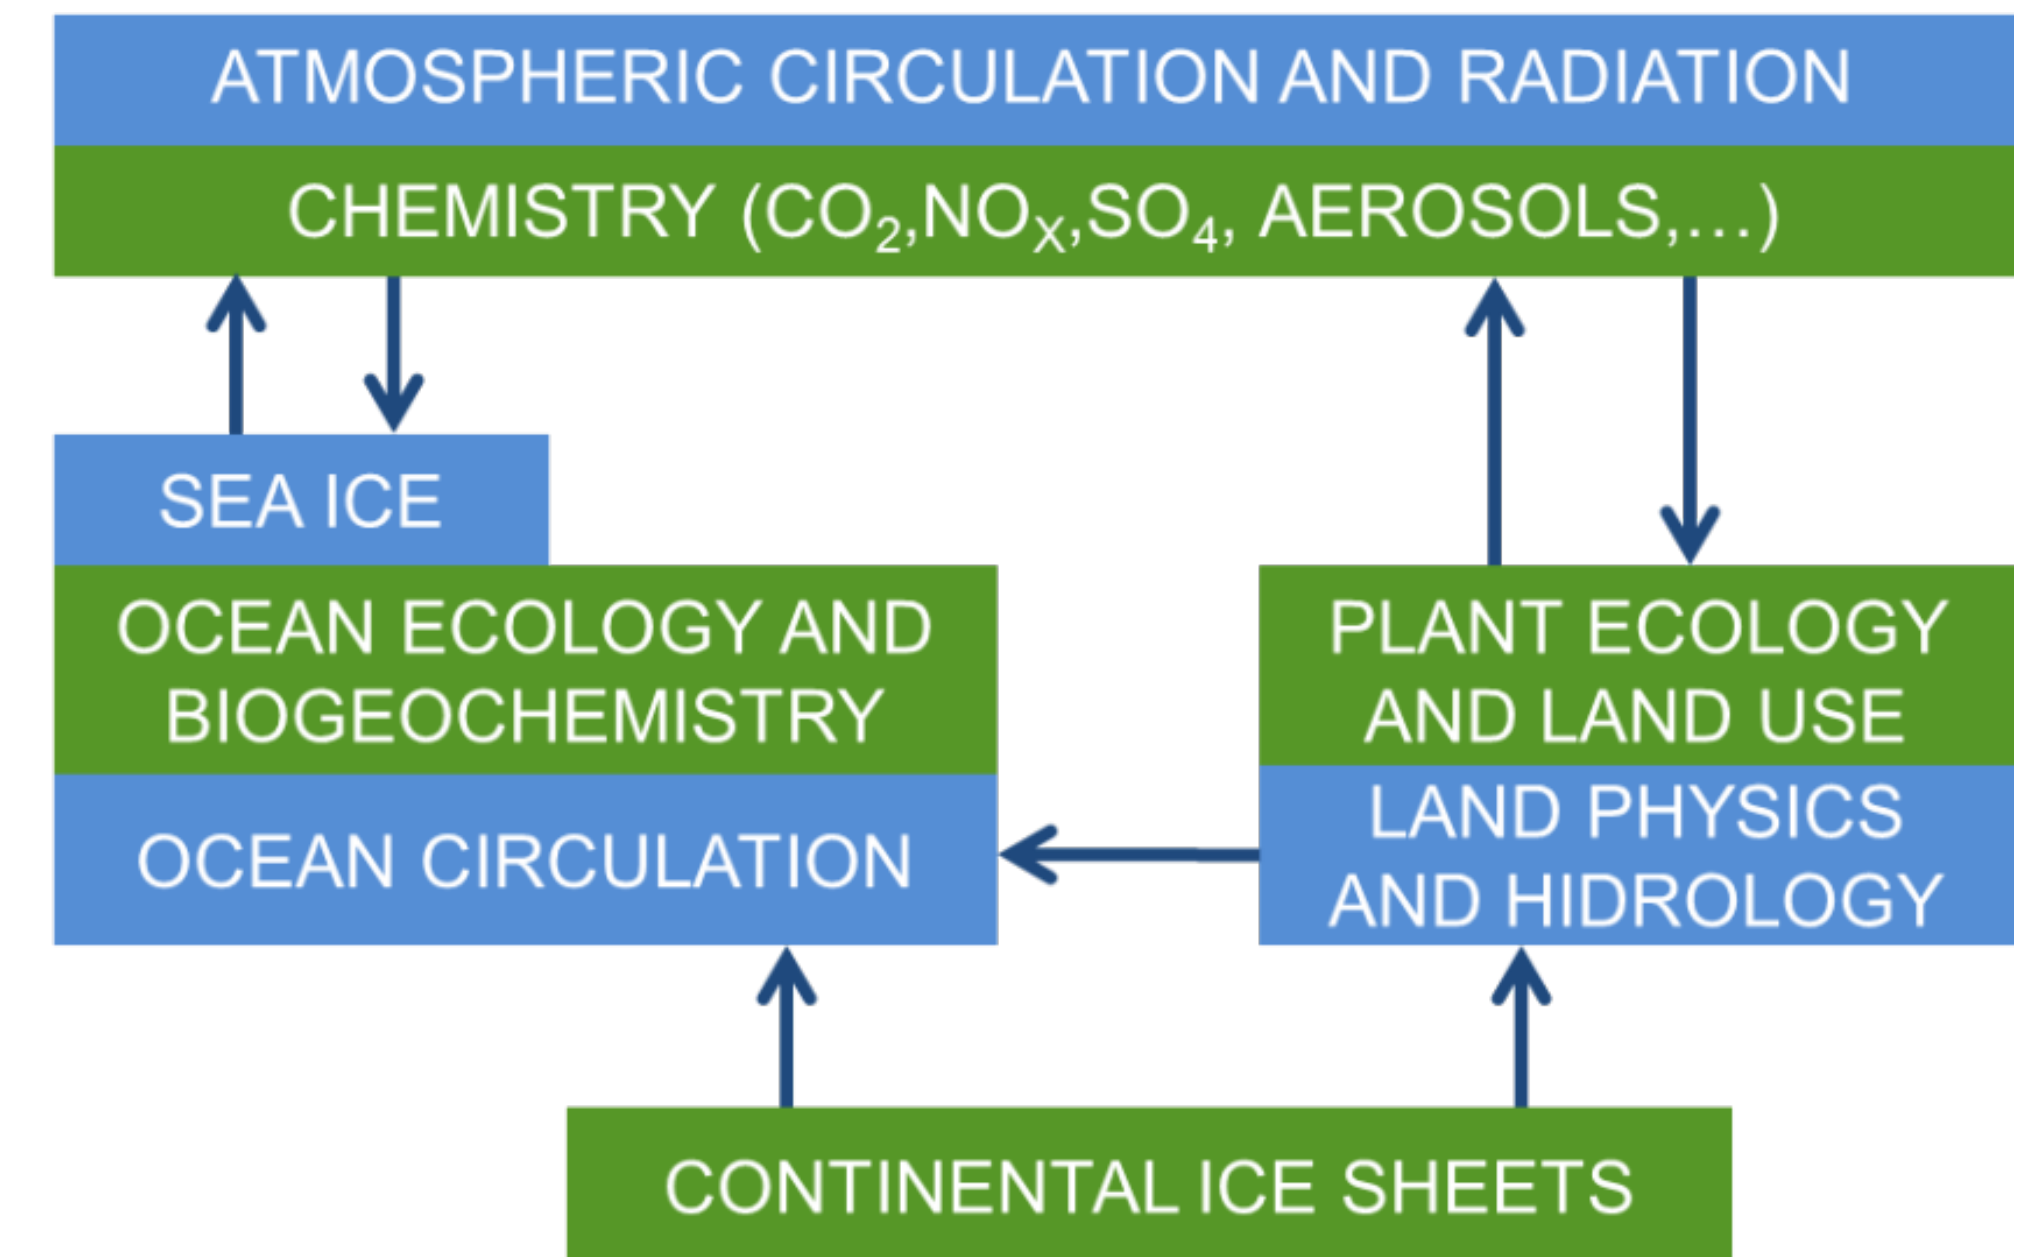 ATMOSPHERIC CIRCULATION AND RADIATION
CHEMISTRY (CO₂,NOₓ,SO₄, AEROSOLS,...)
SEA ICE
OCEAN ECOLOGY AND
BIOGEOCHEMISTRY
OCEAN CIRCULATION
PLANT ECOLOGY
AND LAND USE
LAND PHYSICS
AND HIDROLOGY
CONTINENTAL ICE SHEETS